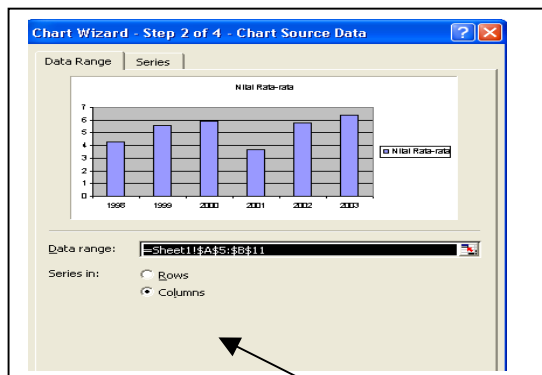 Chart Wizard - Step 2 of 4 - Chart Source Data
Data Range Series
Nilai Rata-rata
7
6
5
4
3
2
1
0
1998 1999 2000 2001 2002 2003
Nilai Rata-rata
Data range: =Sheet1!$A$5:$B$11
Series in: Rows
Columns